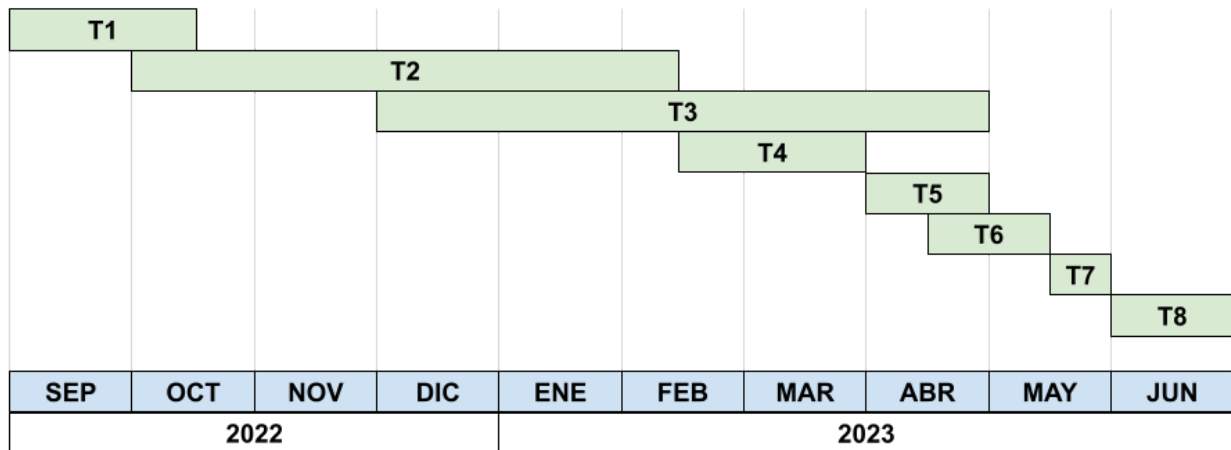 T1
T2
T3
T4
T5
T6
T7
T8
SEP OCT NOV DIC ENE FEB MAR ABR MAY JUN
2022 2023